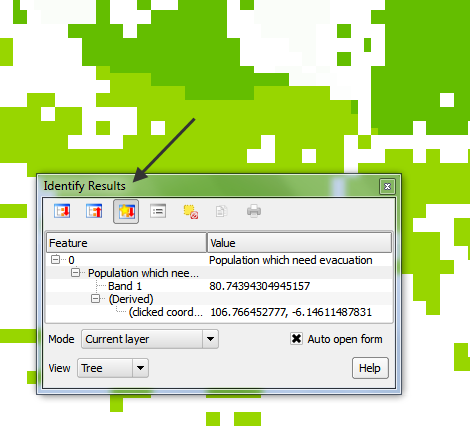 Identify Results
Feature Value
0 Population which need evacuation
Population which nee...
Band 1 80.74394304945157
(Derived)
(clicked coord... 106.766452777, -6.14611487831
Mode Current layer Auto open form
View Tree Help